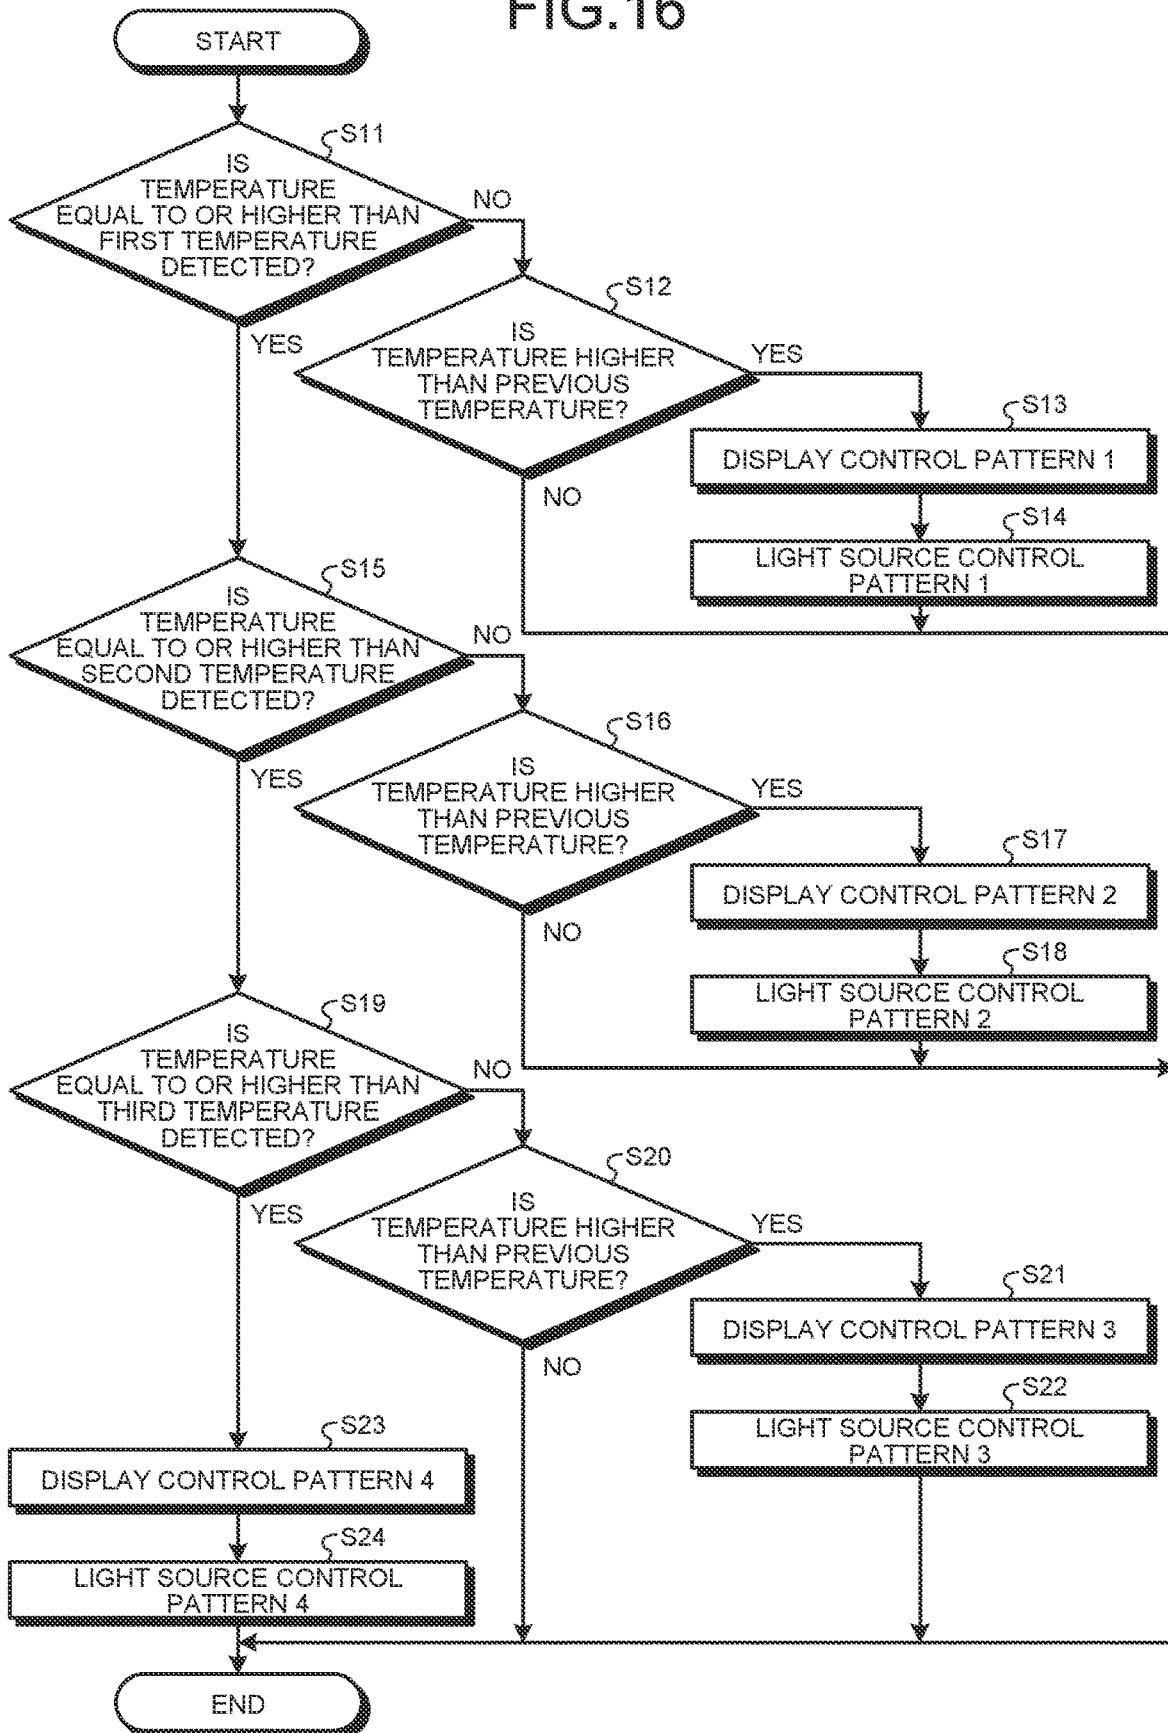 FIG.16
START
S11
IS
TEMPERATURE
EQUAL TO OR HIGHER THAN
FIRST TEMPERATURE
DETECTED?
NO
YES
S12
IS
TEMPERATURE HIGHER
THAN PREVIOUS
TEMPERATURE?
YES
NO
S13
DISPLAY CONTROL PATTERN 1
S14
LIGHT SOURCE CONTROL
PATTERN 1
S15
IS
TEMPERATURE
EQUAL TO OR HIGHER THAN
SECOND TEMPERATURE
DETECTED?
NO
YES
S16
IS
TEMPERATURE HIGHER
THAN PREVIOUS
TEMPERATURE?
YES
NO
S17
DISPLAY CONTROL PATTERN 2
S18
LIGHT SOURCE CONTROL
PATTERN 2
S19
IS
TEMPERATURE
EQUAL TO OR HIGHER THAN
THIRD TEMPERATURE
DETECTED?
NO
YES
S20
IS
TEMPERATURE HIGHER
THAN PREVIOUS
TEMPERATURE?
YES
NO
S21
DISPLAY CONTROL PATTERN 3
S22
LIGHT SOURCE CONTROL
PATTERN 3
S23
DISPLAY CONTROL PATTERN 4
S24
LIGHT SOURCE CONTROL
PATTERN 4
END